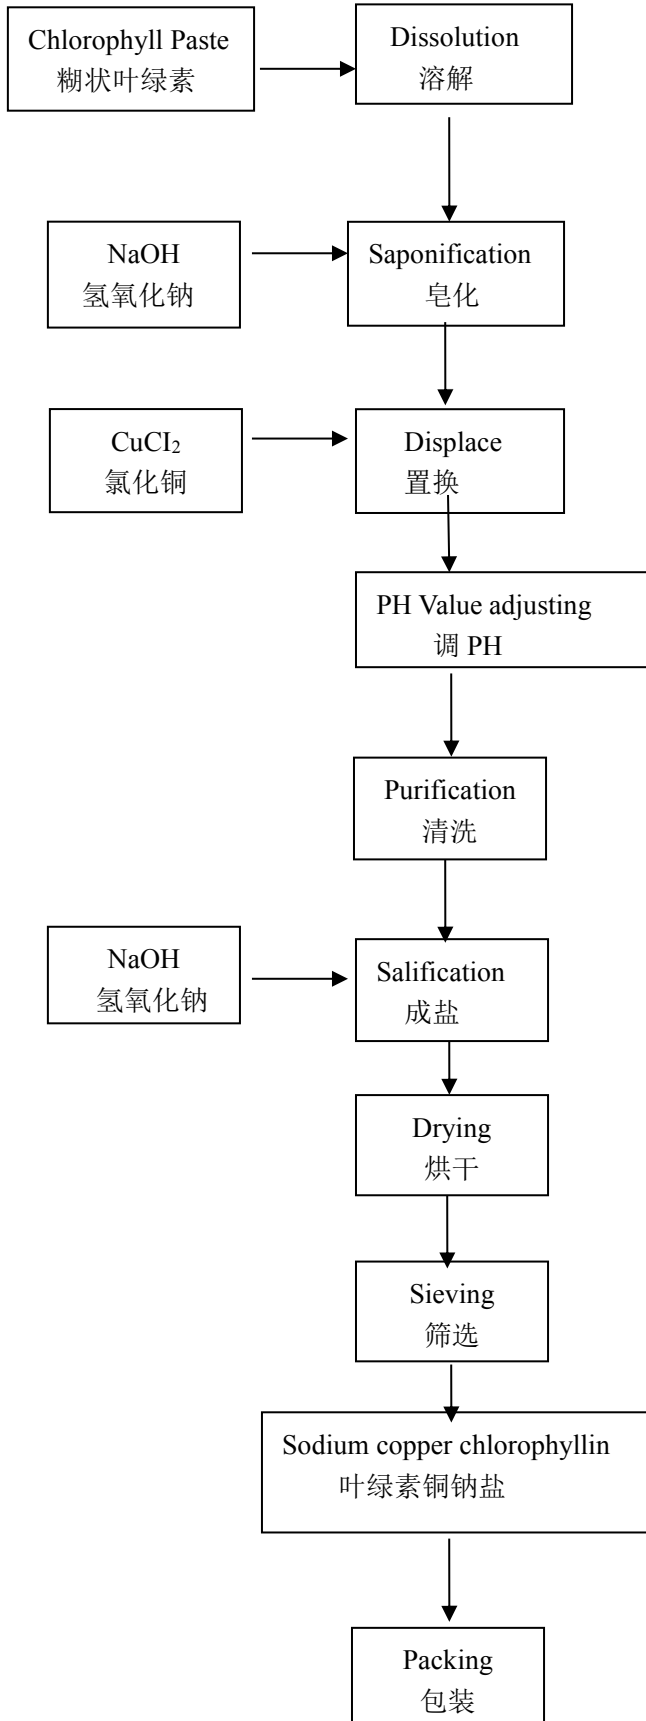 Chlorophyll Paste
糊状叶绿素
Dissolution
溶解
NaOH
氢氧化钠
Saponification
皂化
CuCI₂
氯化铜
Displace
置换
PH Value adjusting
调 PH
Purification
清洗
NaOH
氢氧化钠
Salification
成盐
Drying
烘干
Sieving
筛选
Sodium copper chlorophyllin
叶绿素铜钠盐
Packing
包装